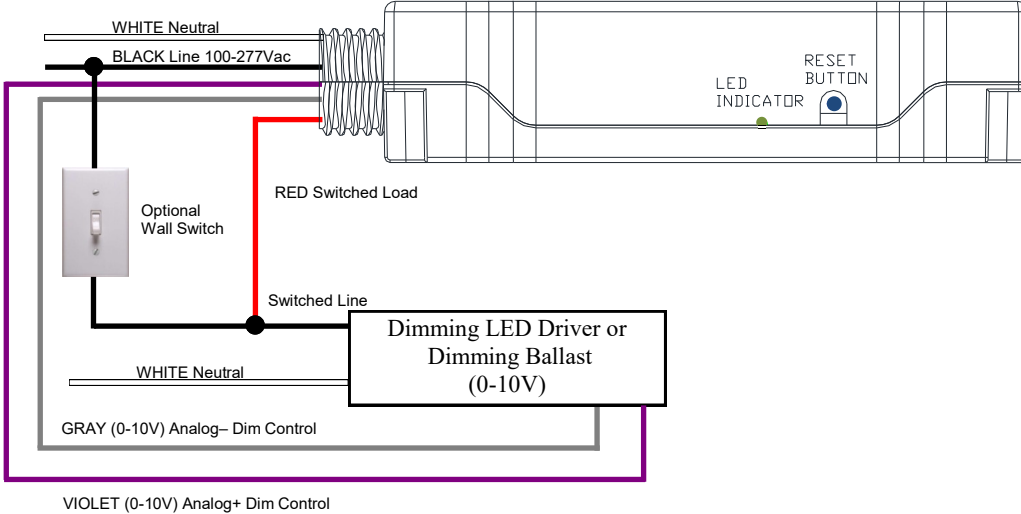 WHITE Neutral
BLACK Line 100-277Vac
RESET
BUTTON
LED
INDICATOR
RED Switched Load
Optional
Wall Switch
Switched Line
Dimming LED Driver or
Dimming Ballast
(0-10V)
WHITE Neutral
GRAY (0-10V) Analog– Dim Control
VIOLET (0-10V) Analog+ Dim Control